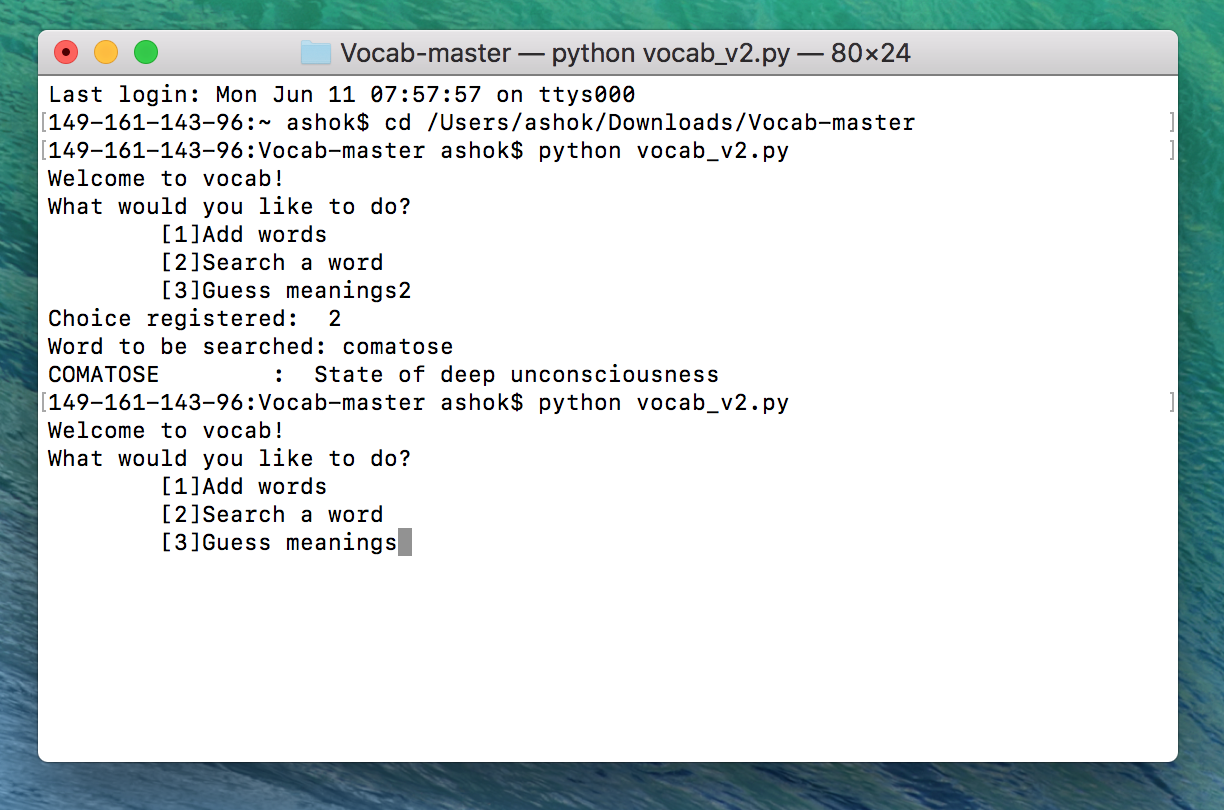 Vocab-master — python vocab_v2.py — 80×24
Last login: Mon Jun 11 07:57:57 on ttys000
[149-161-143-96:~ ashok$ cd /Users/ashok/Downloads/Vocab-master ]
[149-161-143-96:Vocab-master ashok$ python vocab_v2.py ]
Welcome to vocab!
What would you like to do?
[1]Add words
[2]Search a word
[3]Guess meanings2
Choice registered:  2
Word to be searched: comatose
COMATOSE        :  State of deep unconsciousness
[149-161-143-96:Vocab-master ashok$ python vocab_v2.py ]
Welcome to vocab!
What would you like to do?
[1]Add words
[2]Search a word
[3]Guess meanings